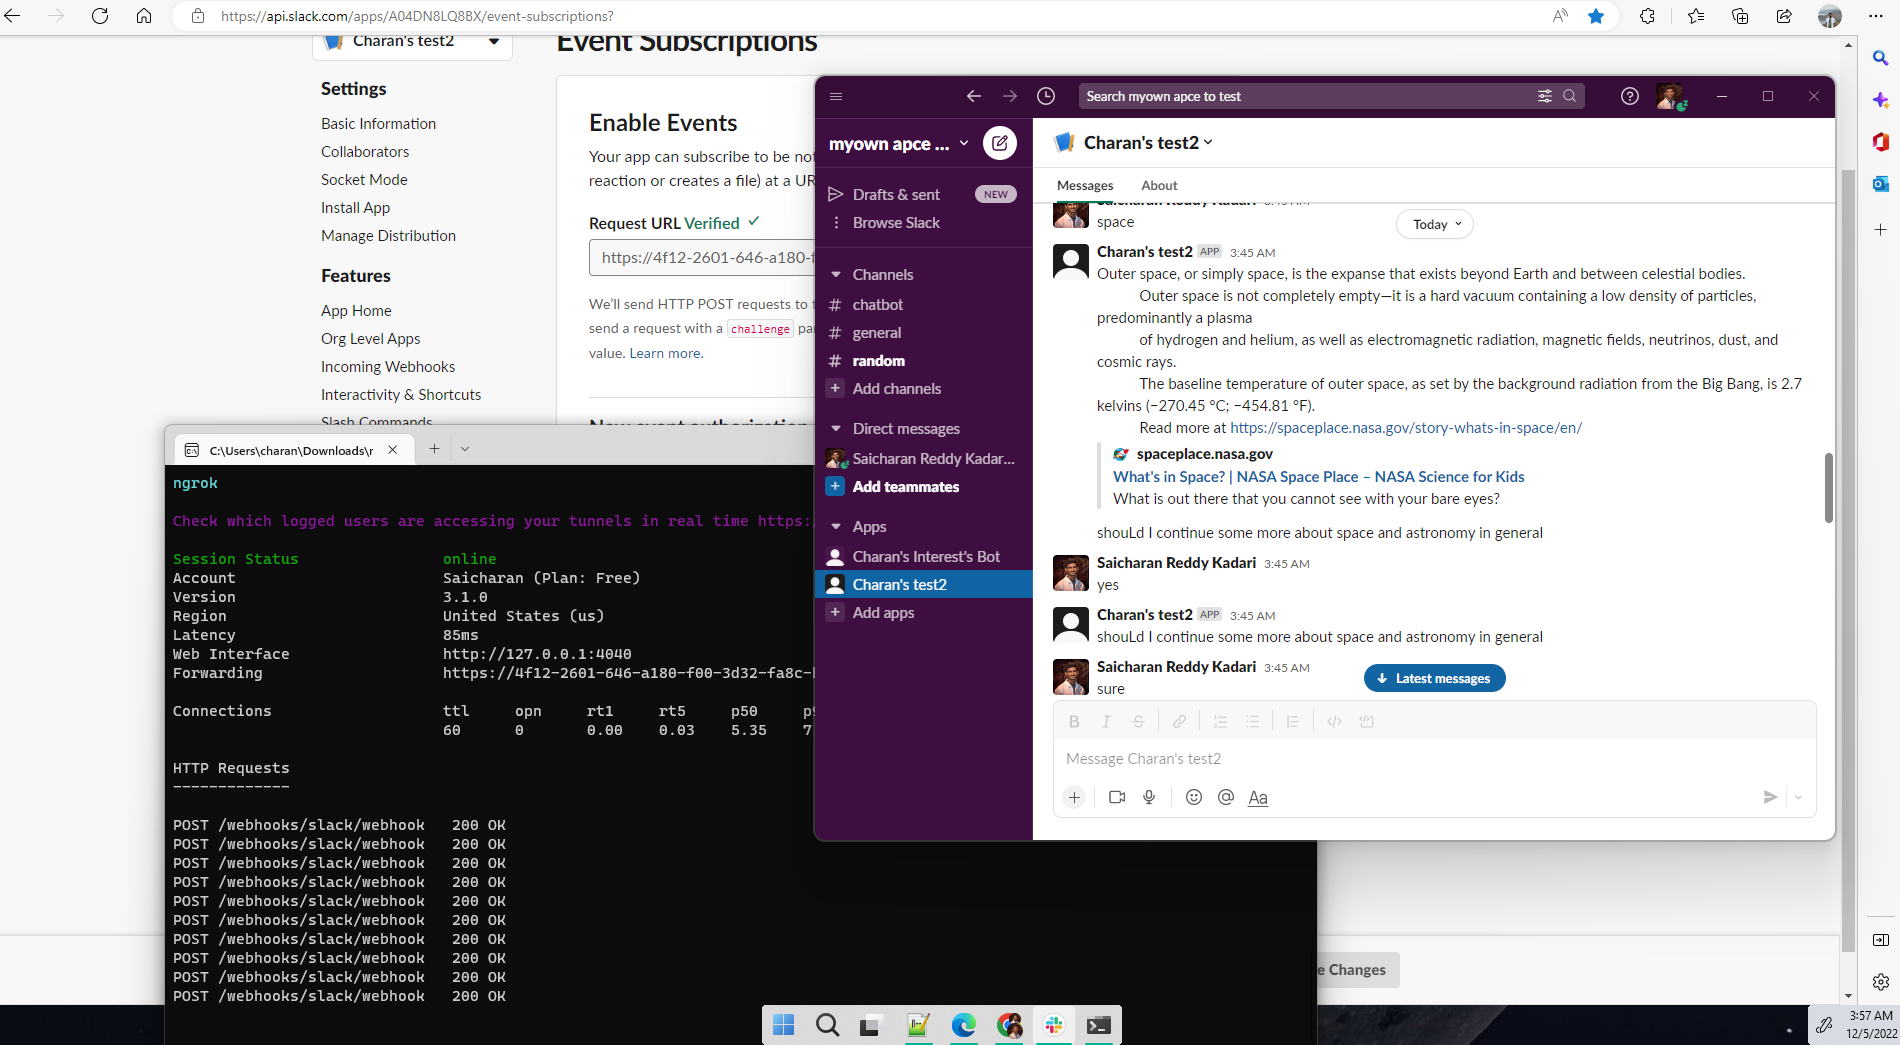 https://api.slack.com/apps/A04DN8LQ8BX/event-subscriptions?
Charan's test2
Event Subscriptions
Settings
Basic Information
Collaborators
Socket Mode
Install App
Manage Distribution
Features
App Home
Org Level Apps
Incoming Webhooks
Interactivity & Shortcuts
Slash Commands
Enable Events
Your app can subscribe to be no
reaction or creates a file) at a UR
Request URL Verified
https://4f12-2601-646-a180-f
We'll send HTTP POST requests to
send a request with a challenge pa
value. Learn more.
New event authorization
e Changes
Search myown apce to test
myown apce ...
Drafts & sent NEW
Browse Slack
Channels
# chatbot
# general
# random
+ Add channels
Direct messages
Saicharan Reddy Kadar...
+ Add teammates
Apps
Charan's Interest's Bot
Charan's test2
+ Add apps
Charan's test2
Messages About
Saicharan Reddy Kadari 3:45 AM
space
Today
Charan's test2 APP 3:45 AM
Outer space, or simply space, is the expanse that exists beyond Earth and between celestial bodies.
Outer space is not completely empty—it is a hard vacuum containing a low density of particles,
predominantly a plasma
of hydrogen and helium, as well as electromagnetic radiation, magnetic fields, neutrinos, dust, and
cosmic rays.
The baseline temperature of outer space, as set by the background radiation from the Big Bang, is 2.7
kelvins (−270.45 °C; −454.81 °F).
Read more at https://spaceplace.nasa.gov/story-whats-in-space/en/
spaceplace.nasa.gov
What's in Space? | NASA Space Place – NASA Science for Kids
What is out there that you cannot see with your bare eyes?
shouLd I continue some more about space and astronomy in general
Saicharan Reddy Kadari 3:45 AM
yes
Charan's test2 APP 3:45 AM
shouLd I continue some more about space and astronomy in general
Saicharan Reddy Kadari 3:45 AM
sure
Latest messages
Message Charan's test2
Aa
C:\Users\charan\Downloads\r
ngrok
Check which logged users are accessing your tunnels in real time https:
Session Status online
Account Saicharan (Plan: Free)
Version 3.1.0
Region United States (us)
Latency 85ms
Web Interface http://127.0.0.1:4040
Forwarding https://4f12-2601-646-a180-f00-3d32-fa8c-
Connections ttl opn rt1 rt5 p50 p
60 0 0.00 0.03 5.35 7
HTTP Requests
-------------
POST /webhooks/slack/webhook 200 OK
POST /webhooks/slack/webhook 200 OK
POST /webhooks/slack/webhook 200 OK
POST /webhooks/slack/webhook 200 OK
POST /webhooks/slack/webhook 200 OK
POST /webhooks/slack/webhook 200 OK
POST /webhooks/slack/webhook 200 OK
POST /webhooks/slack/webhook 200 OK
POST /webhooks/slack/webhook 200 OK
POST /webhooks/slack/webhook 200 OK
3:57 AM
12/5/2022